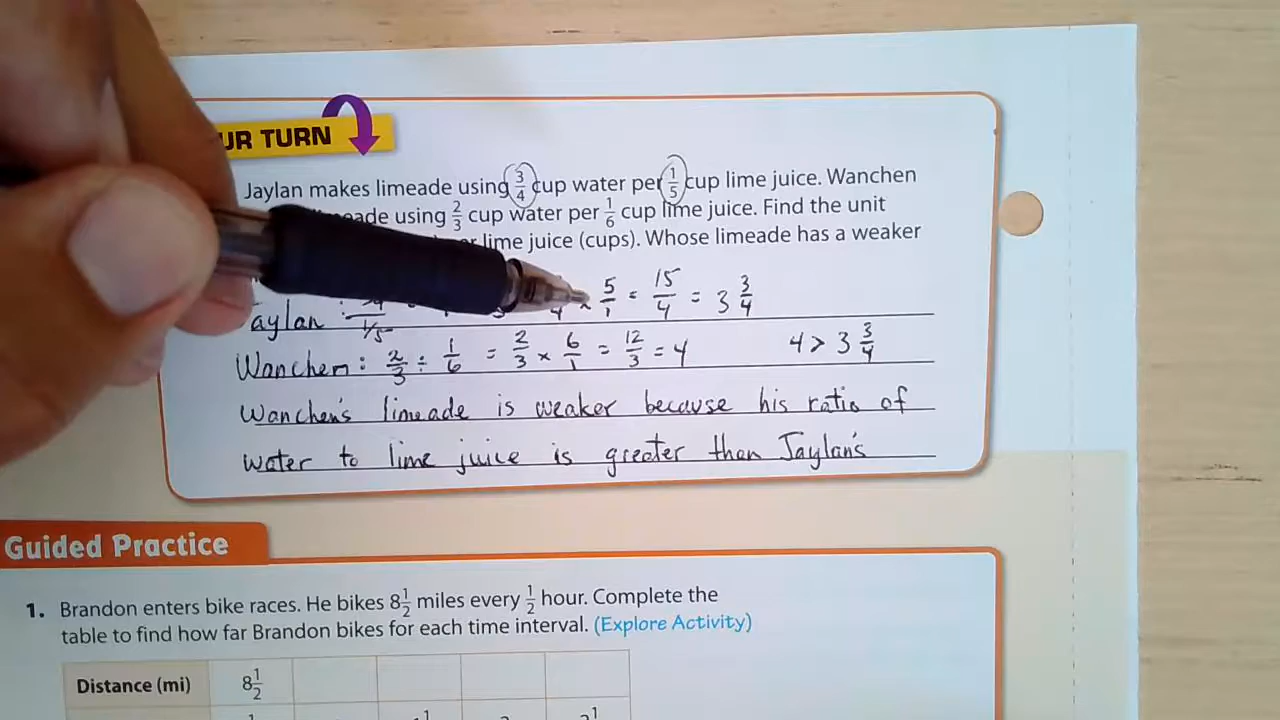 UR TURN
Jaylan makes limeade using 3/4 cup water per 1/5 cup lime juice. Wanchen
ade using 2/3 cup water per 1/6 cup lime juice. Find the unit
lime juice (cups). Whose limeade has a weaker
Jaylan : 1/5 4 × 5/1 = 15/4 = 3 3/4
Wanchen : 2/3 ÷ 1/6 = 2/3 × 6/1 = 12/3 = 4 4 > 3 3/4
Wanchen's limeade is weaker because his ratio of
water to lime juice is greater than Jaylan's
Guided Practice
1. Brandon enters bike races. He bikes 8 1/2 miles every 1/2 hour. Complete the
table to find how far Brandon bikes for each time interval. (Explore Activity)
Distance (mi) 8 1/2